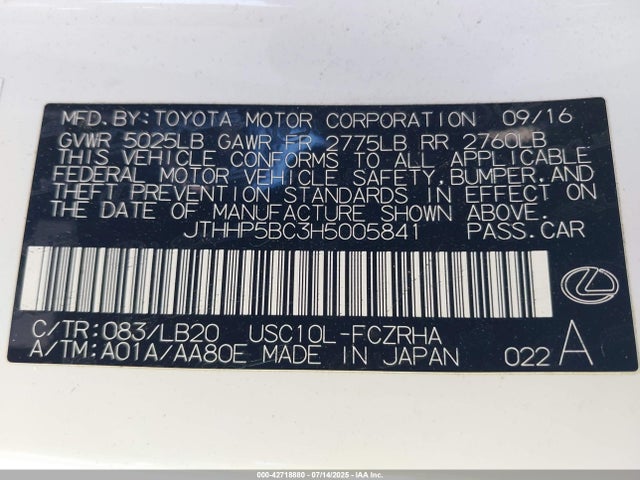 MFD.BY:TOYOTA MOTOR CORPORATION 09/16
GVWR 5025LB GAWR FR 2775LB RR 2760LB
THIS VEHICLE CONFORMS TO ALL APPLICABLE
FEDERAL MOTOR VEHICLE SAFETY,BUMPER,AND
THEFT PREVENTION STANDARDS IN EFFECT ON
THE DATE OF MANUFACTURE SHOWN ABOVE.
JTHHP5BC3H5005841 PASS.CAR
C/TR:083/LB20 USC10L-FCZRHA
A/TM:A01A/AA80E MADE IN JAPAN 022 A
000-42718880 - 07/14/2025 - IAA Inc.